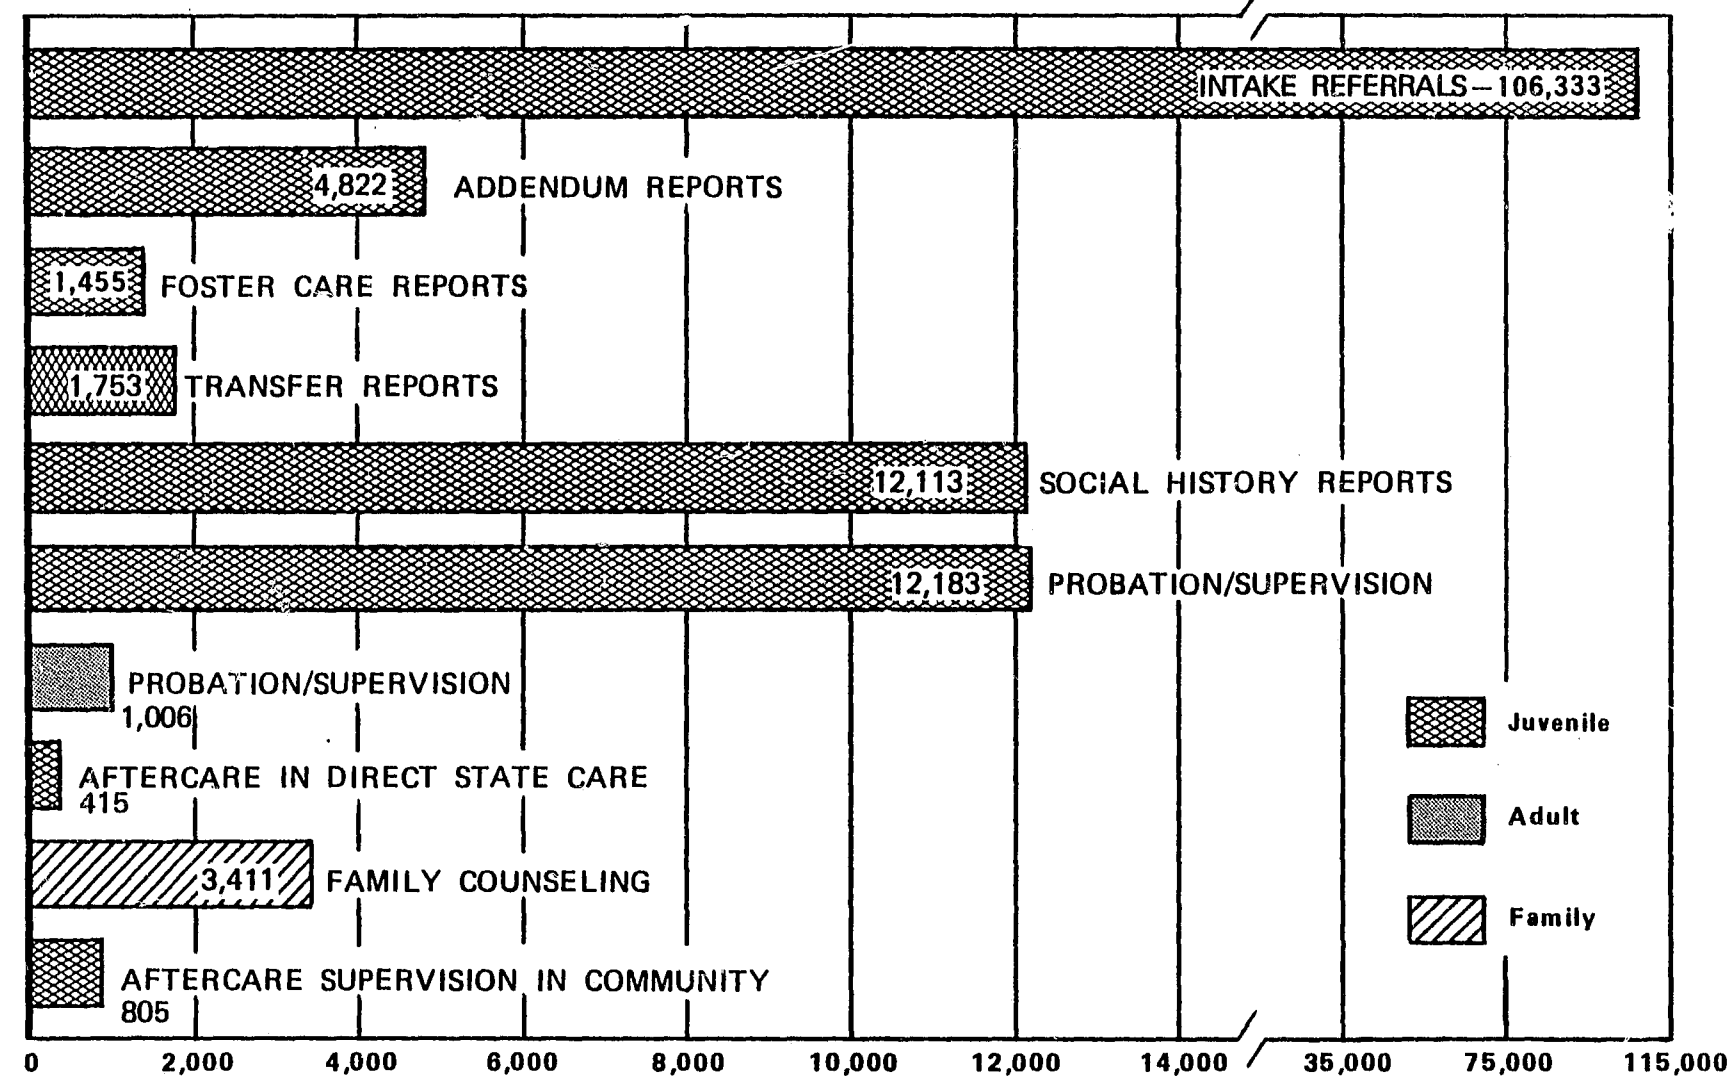 INTAKE REFERRALS – 106,333
4,822 ADDENDUM REPORTS
1,455 FOSTER CARE REPORTS
1,753 TRANSFER REPORTS
12,113 SOCIAL HISTORY REPORTS
12,183 PROBATION/SUPERVISION
PROBATION/SUPERVISION
1,006
Juvenile
AFTERCARE IN DIRECT STATE CARE
415
Adult
3,411 FAMILY COUNSELING
Family
AFTERCARE SUPERVISION IN COMMUNITY
805
0 2,000 4,000 6,000 8,000 10,000 12,000 14,000 35,000 75,000 115,000